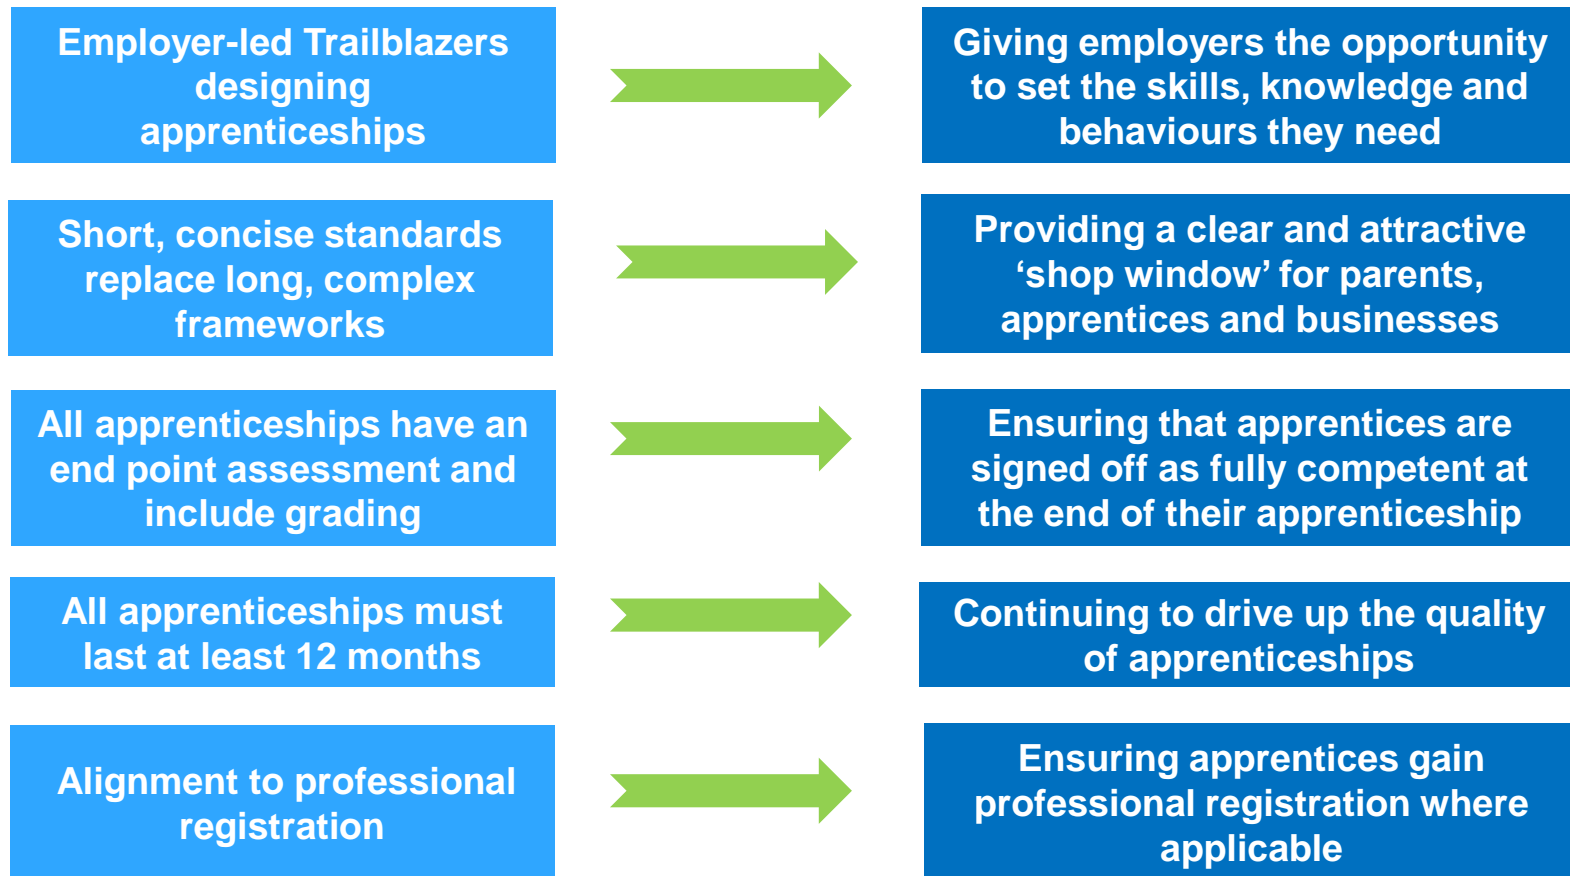 Employer-led Trailblazers
designing
apprenticeships
Giving employers the opportunity
to set the skills, knowledge and
behaviours they need
Short, concise standards
replace long, complex
frameworks
Providing a clear and attractive
‘shop window’ for parents,
apprentices and businesses
All apprenticeships have an
end point assessment and
include grading
Ensuring that apprentices are
signed off as fully competent at
the end of their apprenticeship
All apprenticeships must
last at least 12 months
Continuing to drive up the quality
of apprenticeships
Alignment to professional
registration
Ensuring apprentices gain
professional registration where
applicable